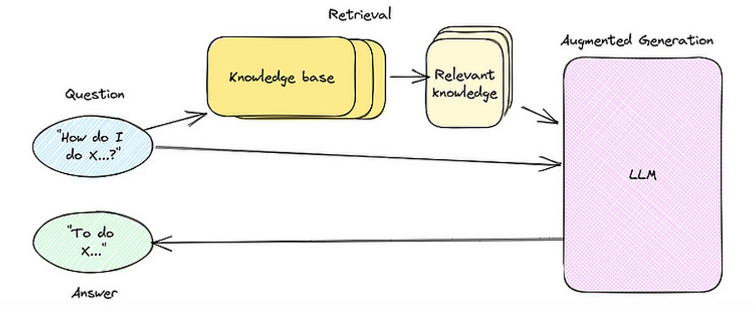 Retrieval
Augmented Generation
Knowledge base
Relevant
knowledge
Question
"How do I
do X...?"
LLM
"To do
X..."
Answer